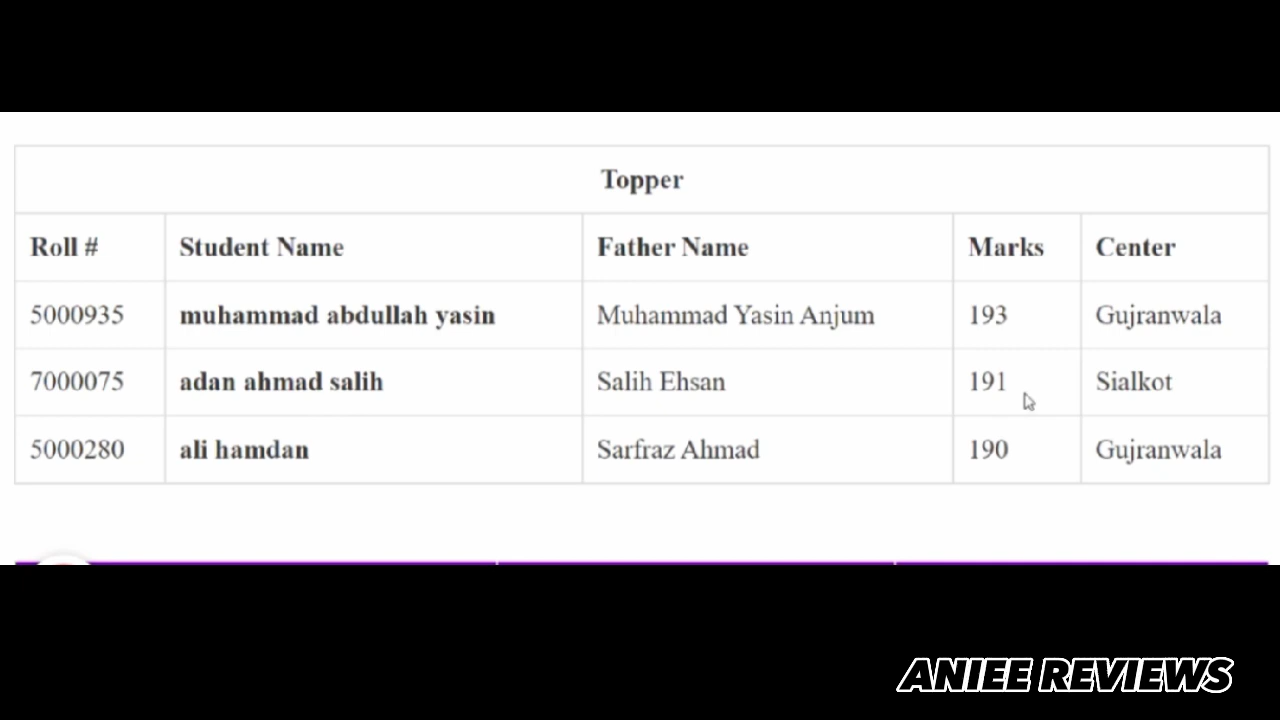 Topper
Roll # Student Name Father Name Marks Center
5000935 muhammad abdullah yasin Muhammad Yasin Anjum 193 Gujranwala
7000075 adan ahmad salih Salih Ehsan 191 Sialkot
5000280 ali hamdan Sarfraz Ahmad 190 Gujranwala
ANIEE REVIEWS